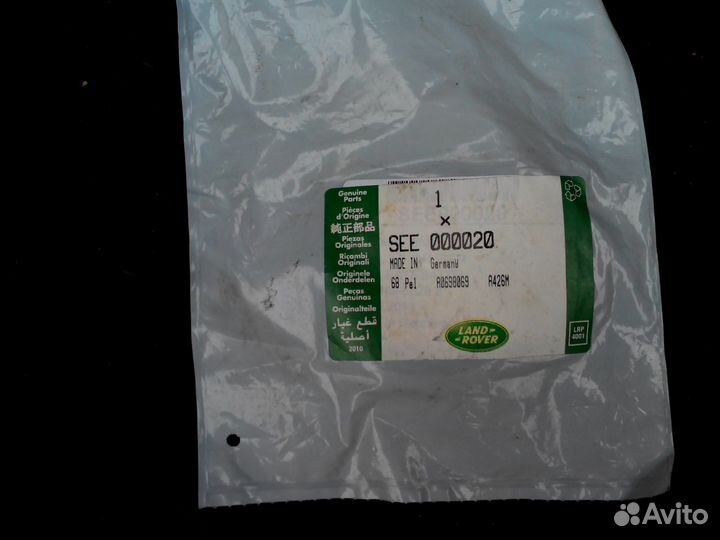 Genuine
Parts
Pièces
d'Origine
純正部品
Piezas
Originales
Ricambi
Originali
Originele
Onderdelen
Peças
Genuinas
Originalteile
قطع غيار
أصلية
2010
1
×
SEE 000020
MADE IN Germany
68 Pel A0698069 A426M
LAND
ROVER
LRP
4001
Avito